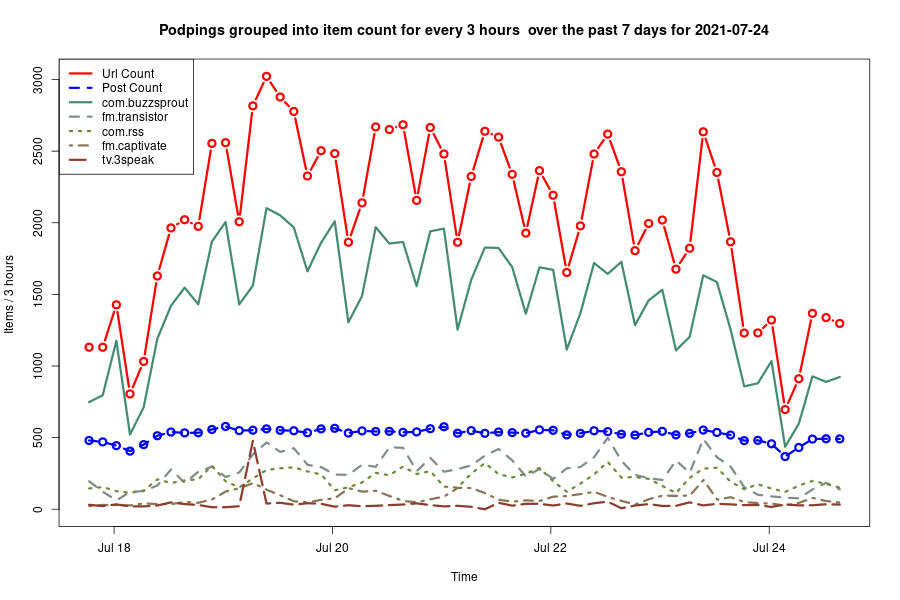 Podpings grouped into item count for every 3 hours  over the past 7 days for 2021-07-24
Url Count
Post Count
com.buzzsprout
fm.transistor
com.rss
fm.captivate
tv.3speak
Items / 3 hours
3000
2500
2000
1500
1000
500
0
Jul 18
Jul 20
Jul 22
Jul 24
Time